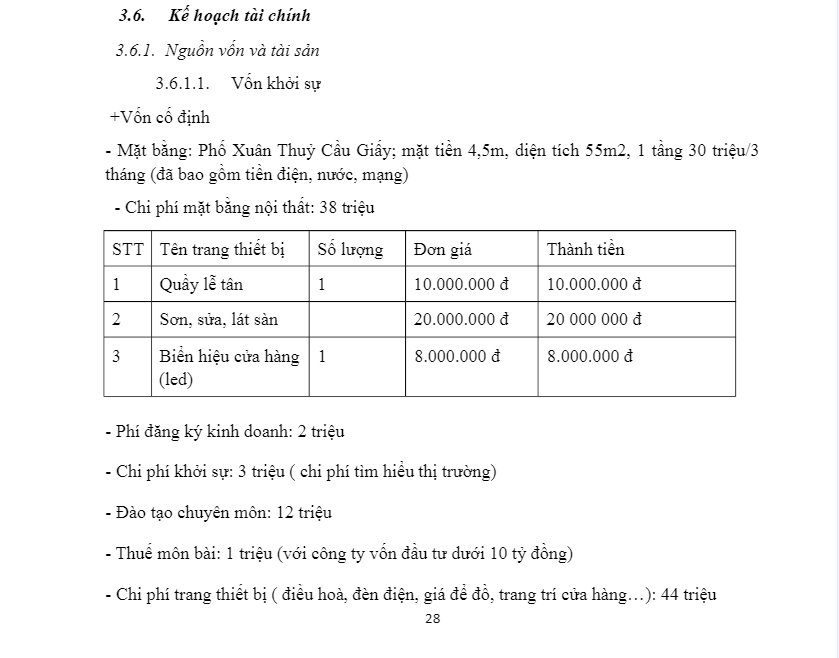 3.6. Kế hoạch tài chính
3.6.1. Nguồn vốn và tài sản
3.6.1.1. Vốn khởi sự
+Vốn cố định
- Mặt bằng: Phố Xuân Thuỷ Cầu Giấy; mặt tiền 4,5m, diện tích 55m2, 1 tầng 30 triệu/3
tháng (đã bao gồm tiền điện, nước, mạng)
- Chi phí mặt bằng nội thất: 38 triệu
STT Tên trang thiết bị Số lượng Đơn giá Thành tiền
1 Quầy lễ tân 1 10.000.000 đ 10.000.000 đ
2 Sơn, sửa, lát sàn 20.000.000 đ 20 000 000 đ
3 Biển hiệu cửa hàng 1 8.000.000 đ 8.000.000 đ
(led)
- Phí đăng ký kinh doanh: 2 triệu
- Chi phí khởi sự: 3 triệu ( chi phí tìm hiểu thị trường)
- Đào tạo chuyên môn: 12 triệu
- Thuế môn bài: 1 triệu (với công ty vốn đầu tư dưới 10 tỷ đồng)
- Chi phí trang thiết bị ( điều hoà, đèn điện, giá để đồ, trang trí cửa hàng…): 44 triệu
28